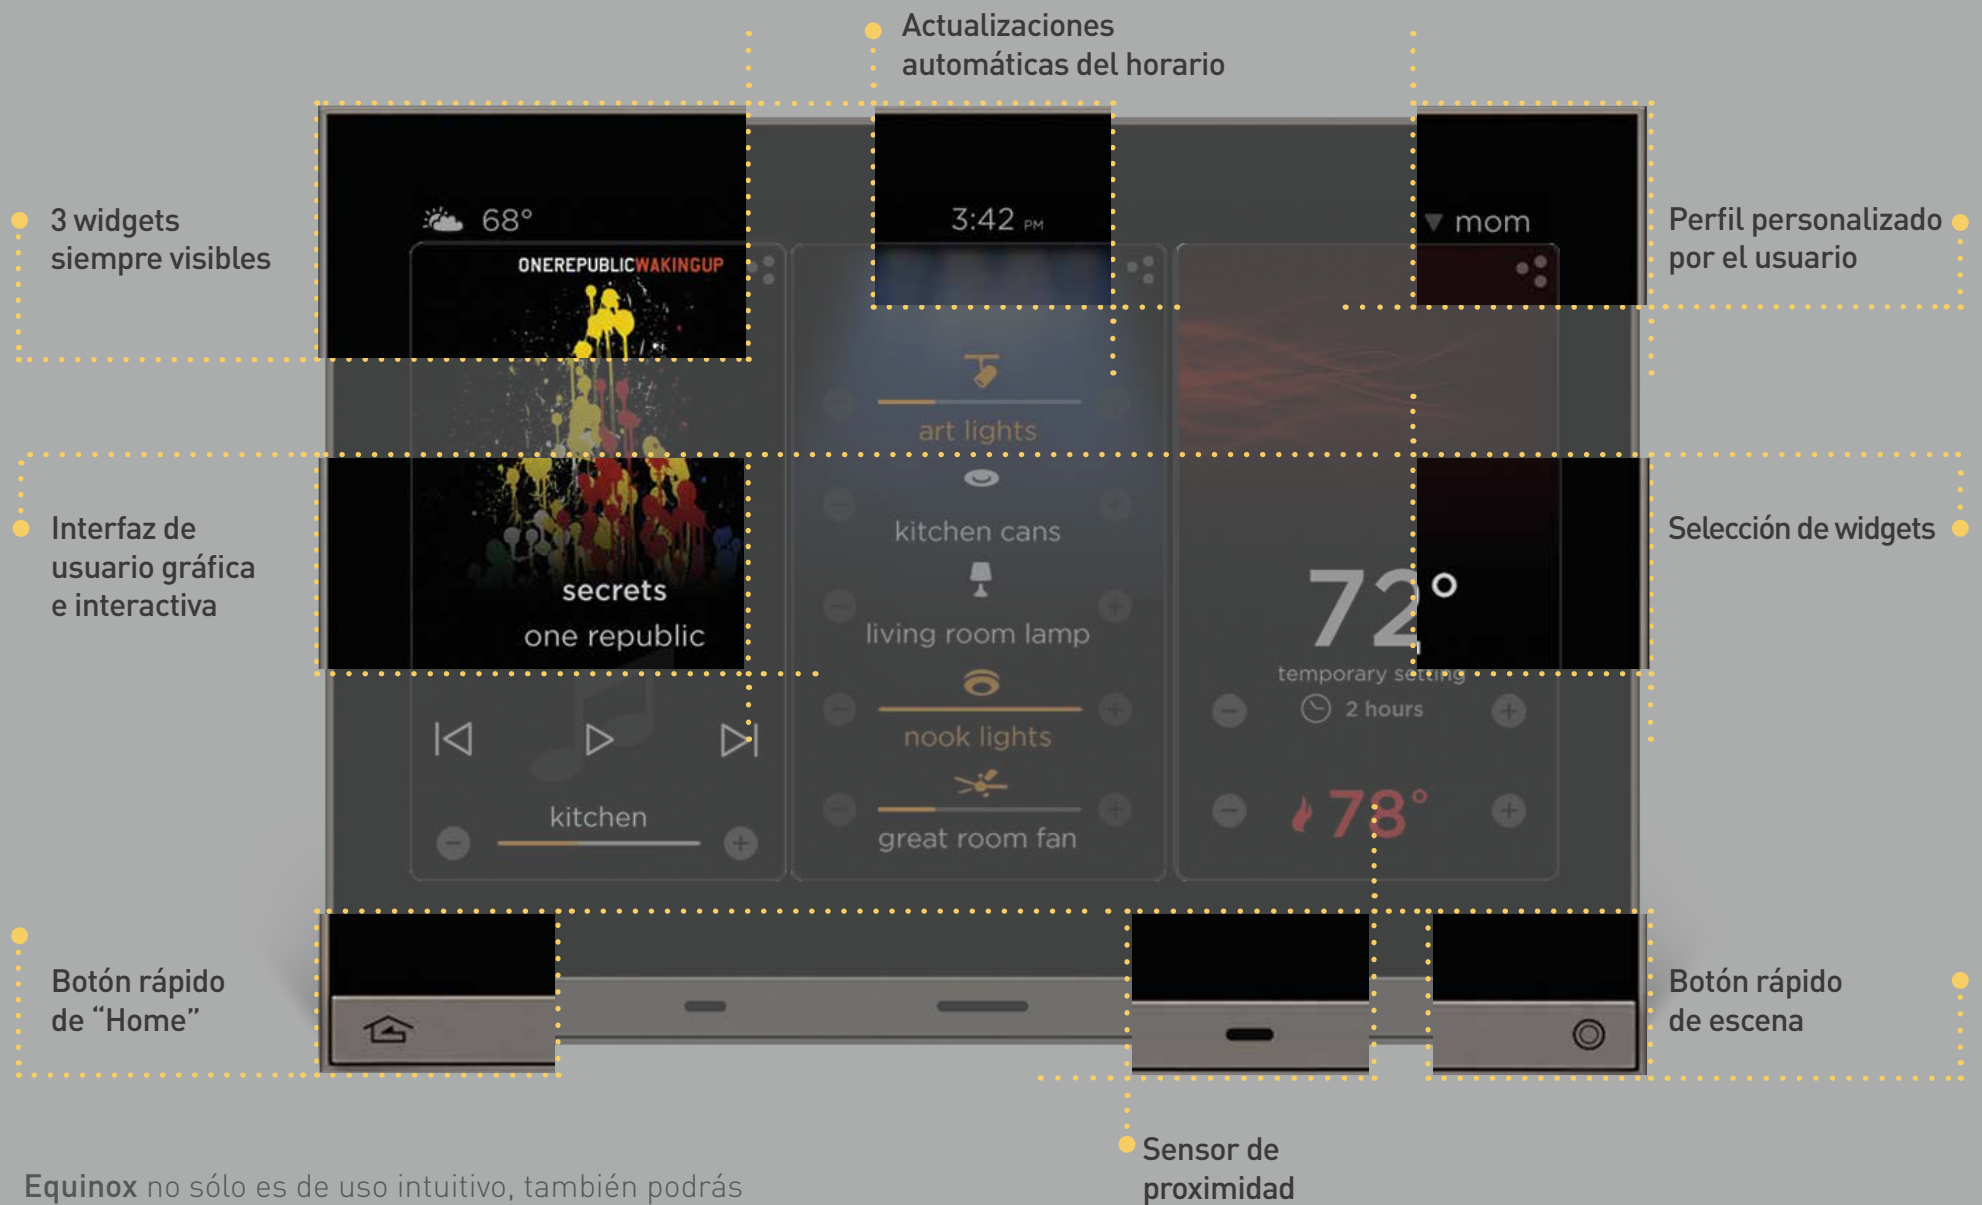 Actualizaciones
automáticas del horario
3 widgets
siempre visibles
68°
3:42 PM
mom
Perfil personalizado
por el usuario
ONEREPUBLICWAKINGUP
art lights
kitchen cans
living room lamp
nook lights
great room fan
Interfaz de
usuario gráfica
e interactiva
secrets
one republic
kitchen
Selección de widgets
72°
temporary setting
2 hours
78°
Botón rápido
de “Home”
Botón rápido
de escena
Sensor de
proximidad
Equinox no sólo es de uso intuitivo, también podrás